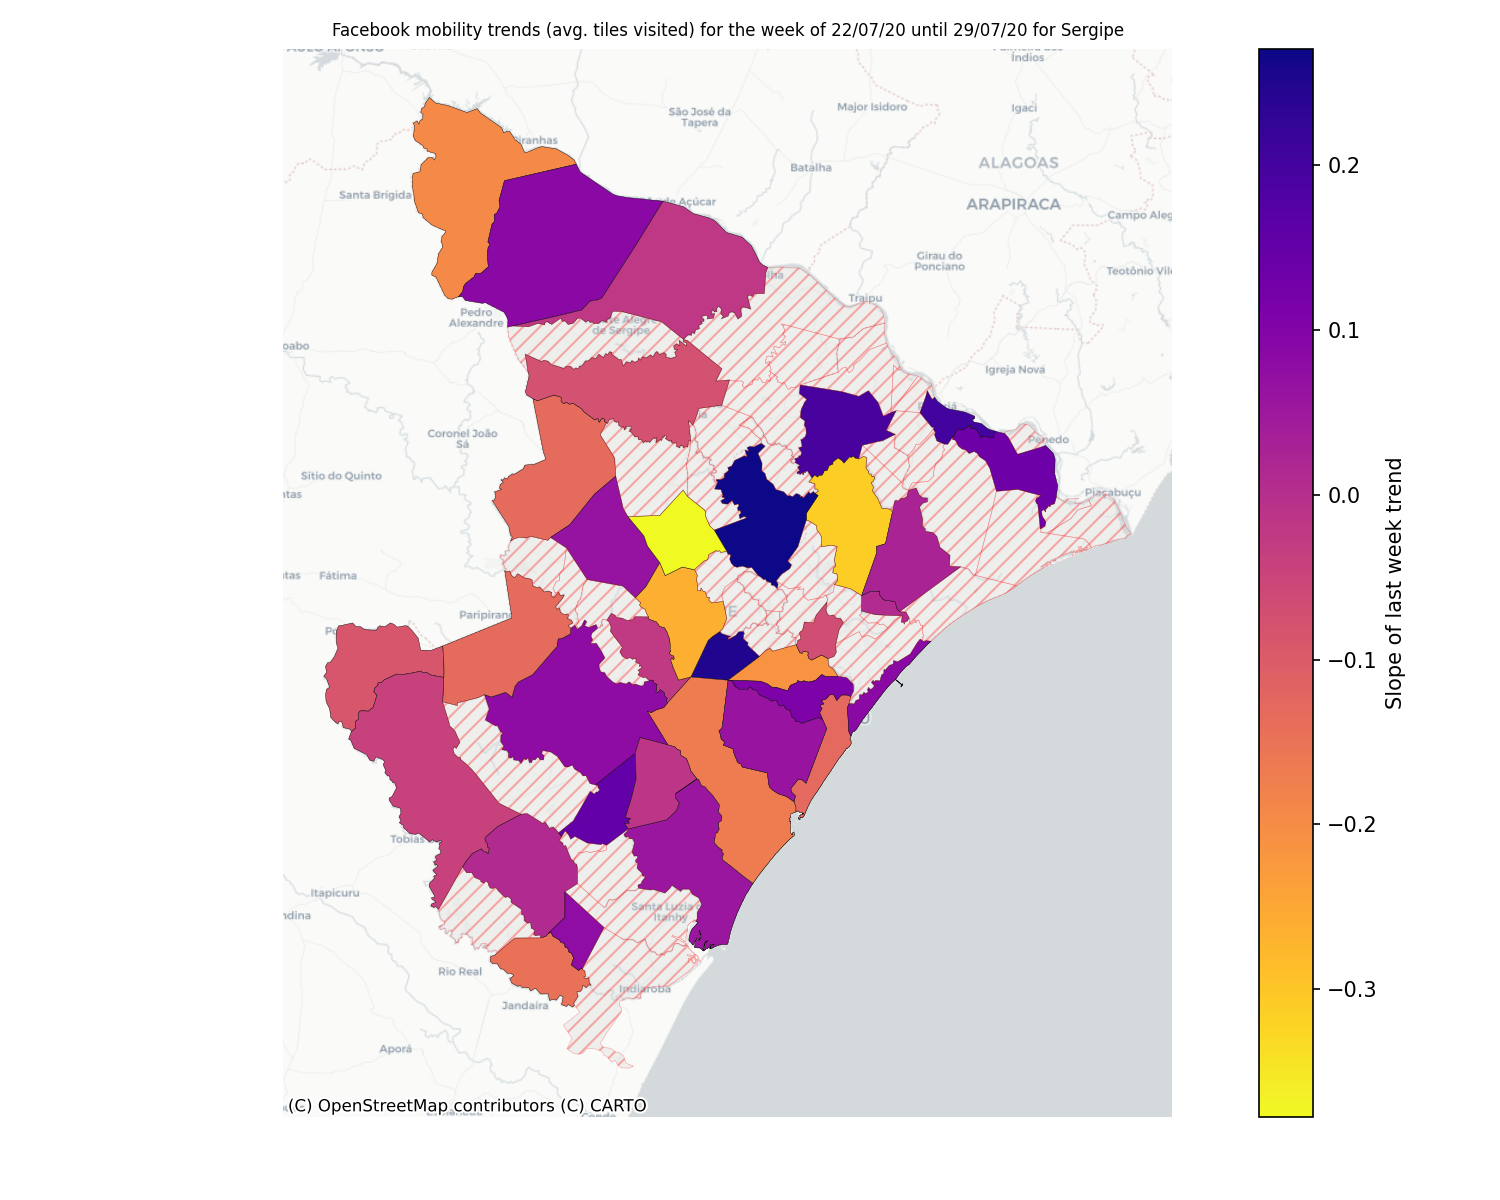 Facebook mobility trends (avg. tiles visited) for the week of 22/07/20 until 29/07/20 for Sergipe
Índios
São José da
Tapera
Major Isidoro
Igaci
Batalha
ALAGOAS
ARAPIRACA
Santa Brígida
Campo Aleg
Girau do
Ponciano
Teotônio Vile
Traipu
Pedro
Alexandre
de Sergipe
Igreja Nova
Coronel João
Sá
Penedo
Sítio do Quinto
Piaçabuçu
Fátima
Paripiran
Tobias
Itapicuru
Santa Luzia
Itanhy
Rio Real
Indiaroba
Jandaíra
Aporá
(C) OpenStreetMap contributors (C) CARTO
0.2
0.1
0.0
−0.1
−0.2
−0.3
Slope of last week trend